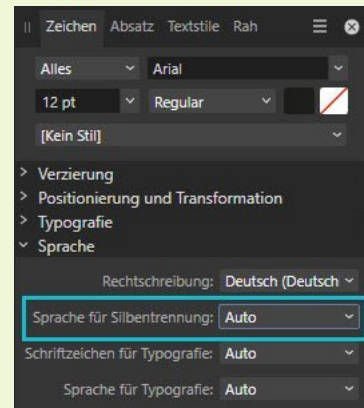 Zeichen Absatz Textstile Rah
Alles Arial
12 pt Regular
[Kein Stil]
Verzierung
Positionierung und Transformation
Typografie
Sprache
Rechtschreibung: Deutsch (Deutsch
Sprache für Silbentrennung: Auto
Schriftzeichen für Typografie: Auto
Sprache für Typografie: Auto